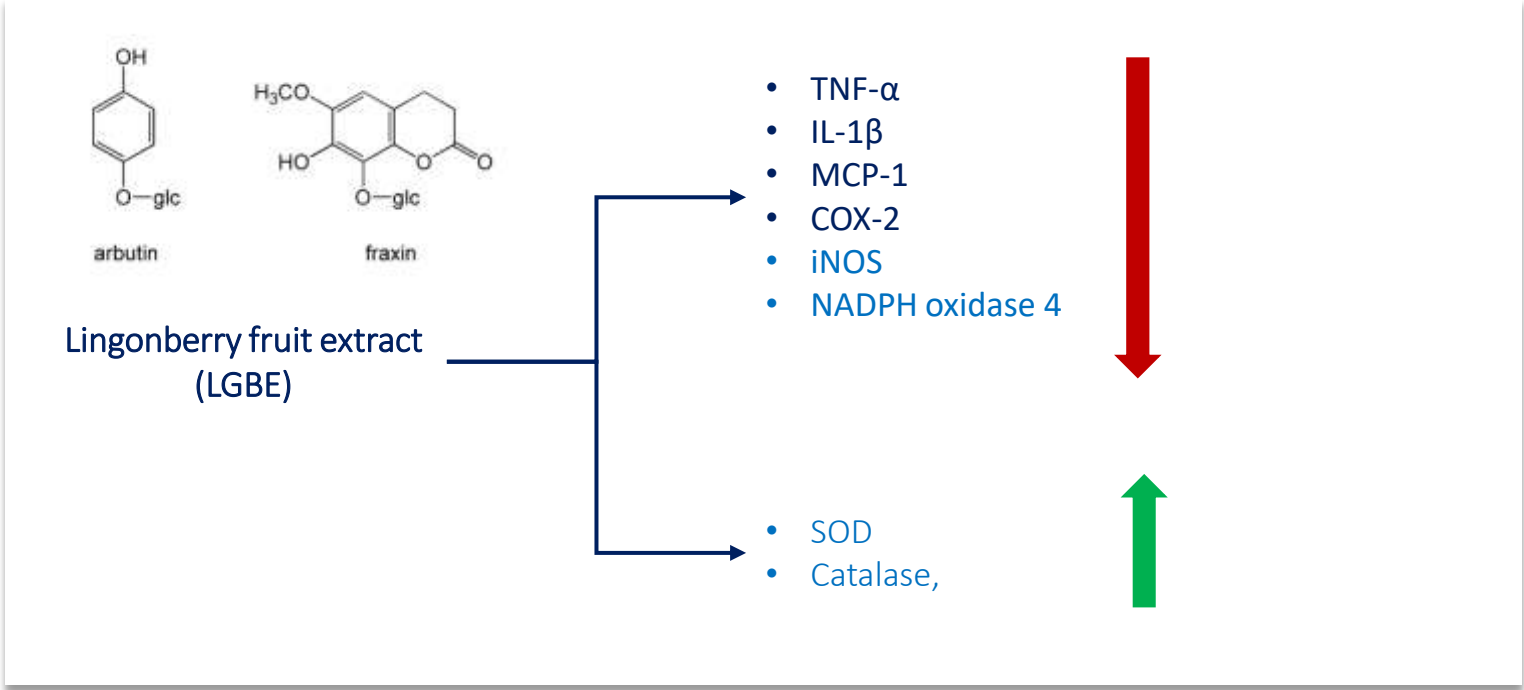 OH
O—glc
arbutin
H₃CO
HO
O
O
O—glc
fraxin
Lingonberry fruit extract
(LGBE)
• TNF-α
• IL-1β
• MCP-1
• COX-2
• iNOS
• NADPH oxidase 4
• SOD
• Catalase,